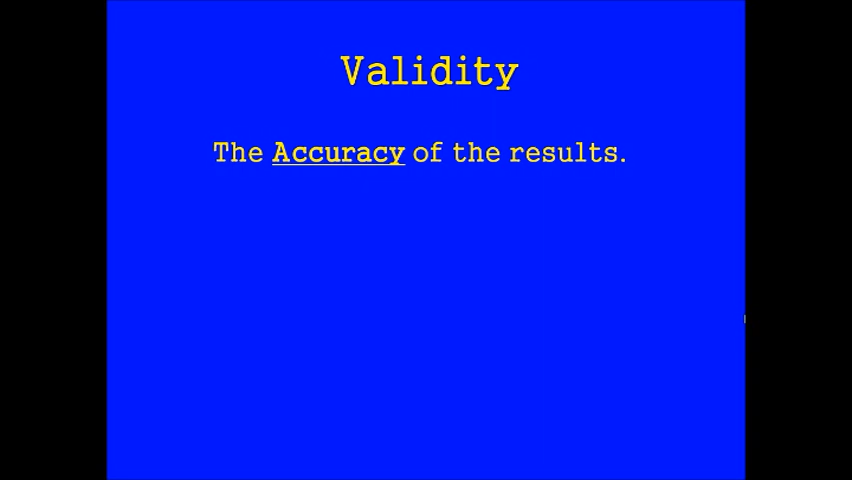 Validity
The Accuracy of the results.